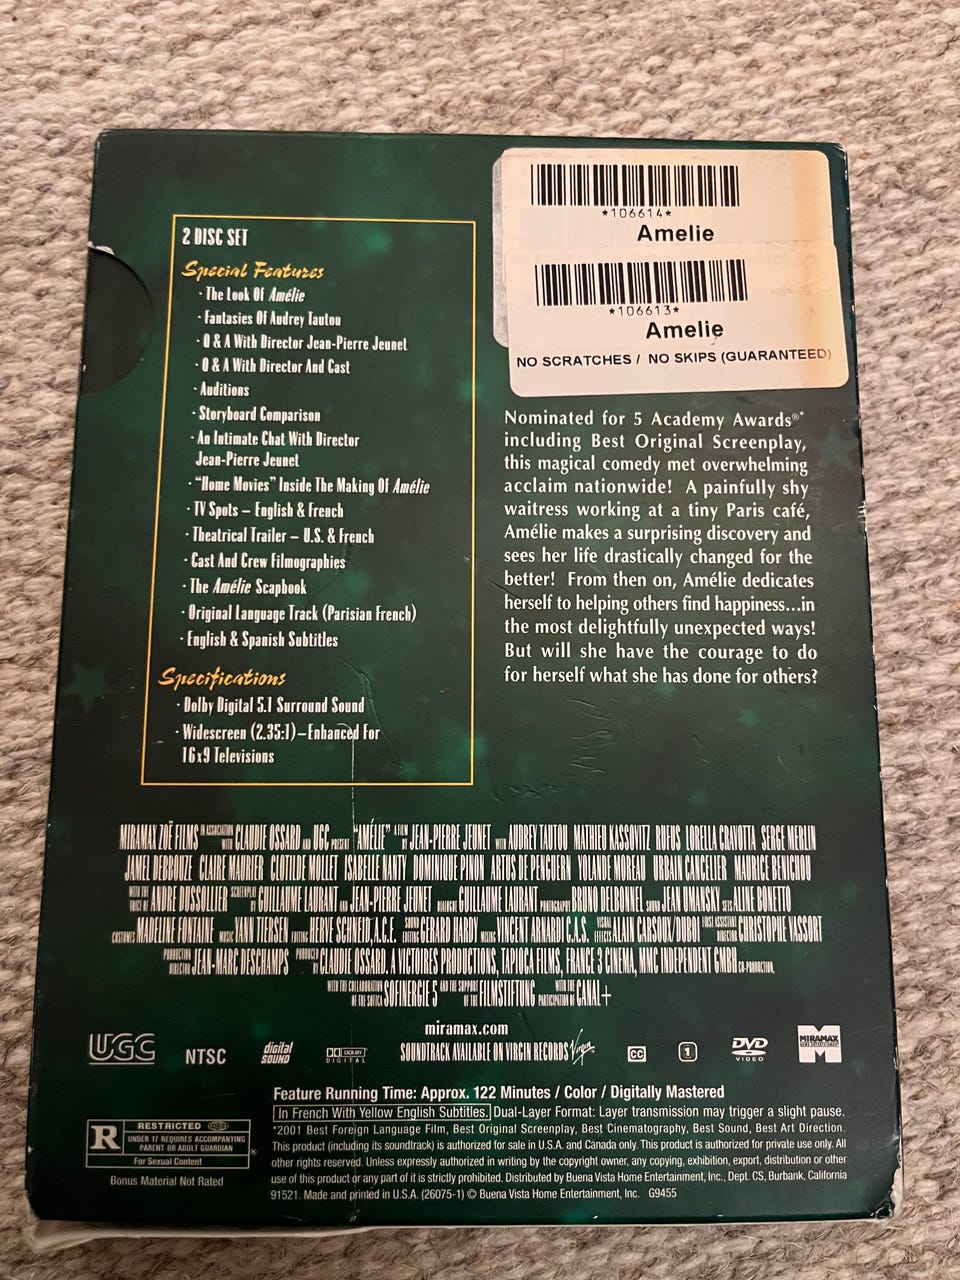 *106614*
Amelie
*106613*
Amelie
NO SCRATCHES / NO SKIPS (GUARANTEED)
2 DISC SET
Special Features
· The Look Of Amélie
· Fantasies Of Audrey Tautou
· Q & A With Director Jean-Pierre Jeunet
· Q & A With Director And Cast
· Auditions
· Storyboard Comparison
· An Intimate Chat With Director
Jean-Pierre Jeunet
· "Home Movies" Inside The Making Of Amélie
· TV Spots – English & French
· Theatrical Trailer – U.S. & French
· Cast And Crew Filmographies
· The Amélie Scapbook
· Original Language Track (Parisian French)
· English & Spanish Subtitles
Specifications
· Dolby Digital 5.1 Surround Sound
· Widescreen (2.35:1)–Enhanced For
16x9 Televisions
Nominated for 5 Academy Awards®*
including Best Original Screenplay,
this magical comedy met overwhelming
acclaim nationwide! A painfully shy
waitress working at a tiny Paris café,
Amélie makes a surprising discovery and
sees her life drastically changed for the
better! From then on, Amélie dedicates
herself to helping others find happiness...in
the most delightfully unexpected ways!
But will she have the courage to do
for herself what she has done for others?
MIRAMAX ZOË FILMS IN ASSOCIATION WITH CLAUDIE OSSARD AND UGC PRESENT "AMÉLIE" A FILM BY JEAN-PIERRE JEUNET WITH AUDREY TAUTOU MATHIEU KASSOVITZ RUFUS LORELLA CRAVOTTA SERGE MERLIN
JAMEL DEBBOUZE CLAIRE MAURIER CLOTILDE MOLLET ISABELLE NANTY DOMINIQUE PINON ARTUS DE PENGUERN YOLANDE MOREAU URBAIN CANCELIER MAURICE BENICHOU
WITH THE VOICE OF ANDRE DUSSOLLIER SCREENPLAY BY GUILLAUME LAURANT AND JEAN-PIERRE JEUNET DIALOGUE GUILLAUME LAURANT PHOTOGRAPHY BRUNO DELBONNEL SOUND JEAN UMANSKY SETS ALINE BONETTO
COSTUMES MADELINE FONTAINE MUSIC YANN TIERSEN EDITING HERVE SCHNEID, A.C.E. SOUND EDITING GERARD HARDY MIXING VINCENT ARNARDI C.A.S. VISUAL EFFECTS ALAIN CARSOUX/DUBOI FIRST ASSISTANT DIRECTOR CHRISTOPHE VASSORT
PRODUCTION DIRECTOR JEAN-MARC DESCHAMPS PRODUCED BY CLAUDIE OSSARD. A VICTOIRES PRODUCTIONS, TAPIOCA FILMS, FRANCE 3 CINEMA, MMC INDEPENDENT GMBH CO-PRODUCTION,
WITH THE COLLABORATION OF THE SOFICA SOFINERGIE 5 AND THE SUPPORT OF THE FILMSTIFTUNG WITH THE PARTICIPATION OF CANAL+
miramax.com
UGC NTSC digital SOUND DOLBY DIGITAL SOUNDTRACK AVAILABLE ON VIRGIN RECORDS Virgin CC 1 DVD VIDEO MIRAMAX HOME ENTERTAINMENT
Feature Running Time: Approx. 122 Minutes / Color / Digitally Mastered
In French With Yellow English Subtitles. Dual-Layer Format: Layer transmission may trigger a slight pause.
*2001 Best Foreign Language Film, Best Original Screenplay, Best Cinematography, Best Sound, Best Art Direction.
This product (including its soundtrack) is authorized for sale in U.S.A. and Canada only. This product is authorized for private use only. All
other rights reserved. Unless expressly authorized in writing by the copyright owner, any copying, exhibition, export, distribution or other
use of this product or any part of it is strictly prohibited. Distributed by Buena Vista Home Entertainment, Inc., Dept. CS, Burbank, California
91521. Made and printed in U.S.A. (26075-1) © Buena Vista Home Entertainment, Inc. G9455
R RESTRICTED
UNDER 17 REQUIRES ACCOMPANYING
PARENT OR ADULT GUARDIAN
For Sexual Content
®
Bonus Material Not Rated